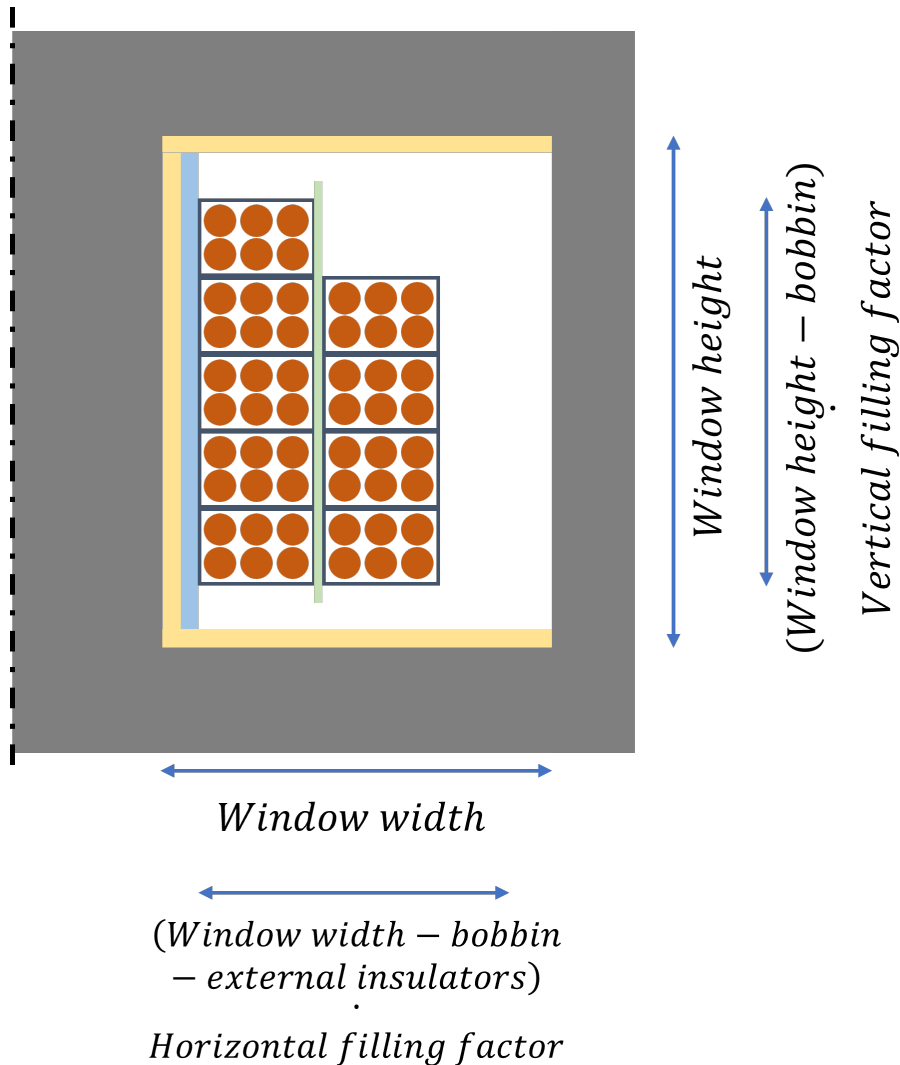 Window height
(Window height − bobbin)
·
Vertical filling factor
Window width
(Window width − bobbin
− external insulators)
·
Horizontal filling factor